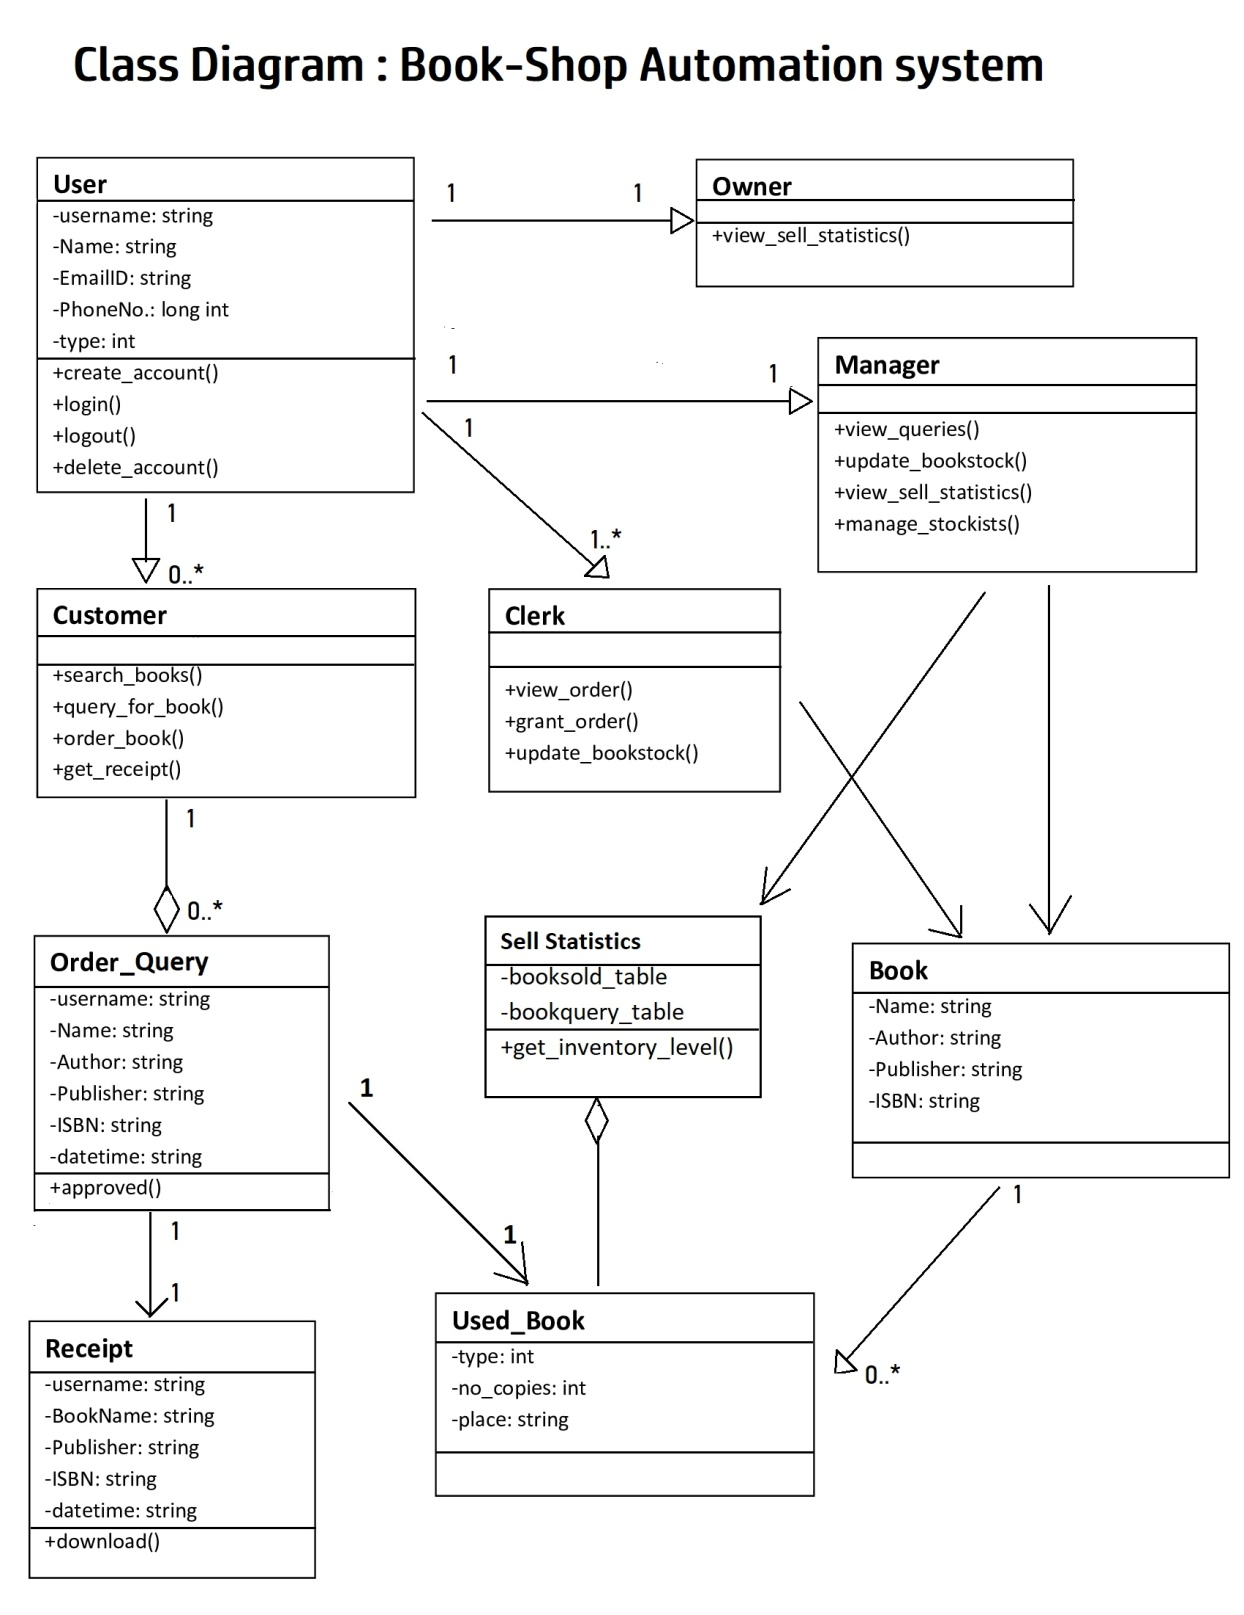 Class Diagram : Book-Shop Automation system
User
-username: string
-Name: string
-EmailID: string
-PhoneNo.: long int
-type: int
+create_account()
+login()
+logout()
+delete_account()
1
1
Owner
+view_sell_statistics()
1
1
Manager
+view_queries()
+update_bookstock()
+view_sell_statistics()
+manage_stockists()
1
1..*
1
0..*
Customer
+search_books()
+query_for_book()
+order_book()
+get_receipt()
Clerk
+view_order()
+grant_order()
+update_bookstock()
1
0..*
Order_Query
-username: string
-Name: string
-Author: string
-Publisher: string
-ISBN: string
-datetime: string
+approved()
Sell Statistics
-booksold_table
-bookquery_table
+get_inventory_level()
Book
-Name: string
-Author: string
-Publisher: string
-ISBN: string
1
1
1
1
1
0..*
Receipt
-username: string
-BookName: string
-Publisher: string
-ISBN: string
-datetime: string
+download()
Used_Book
-type: int
-no_copies: int
-place: string